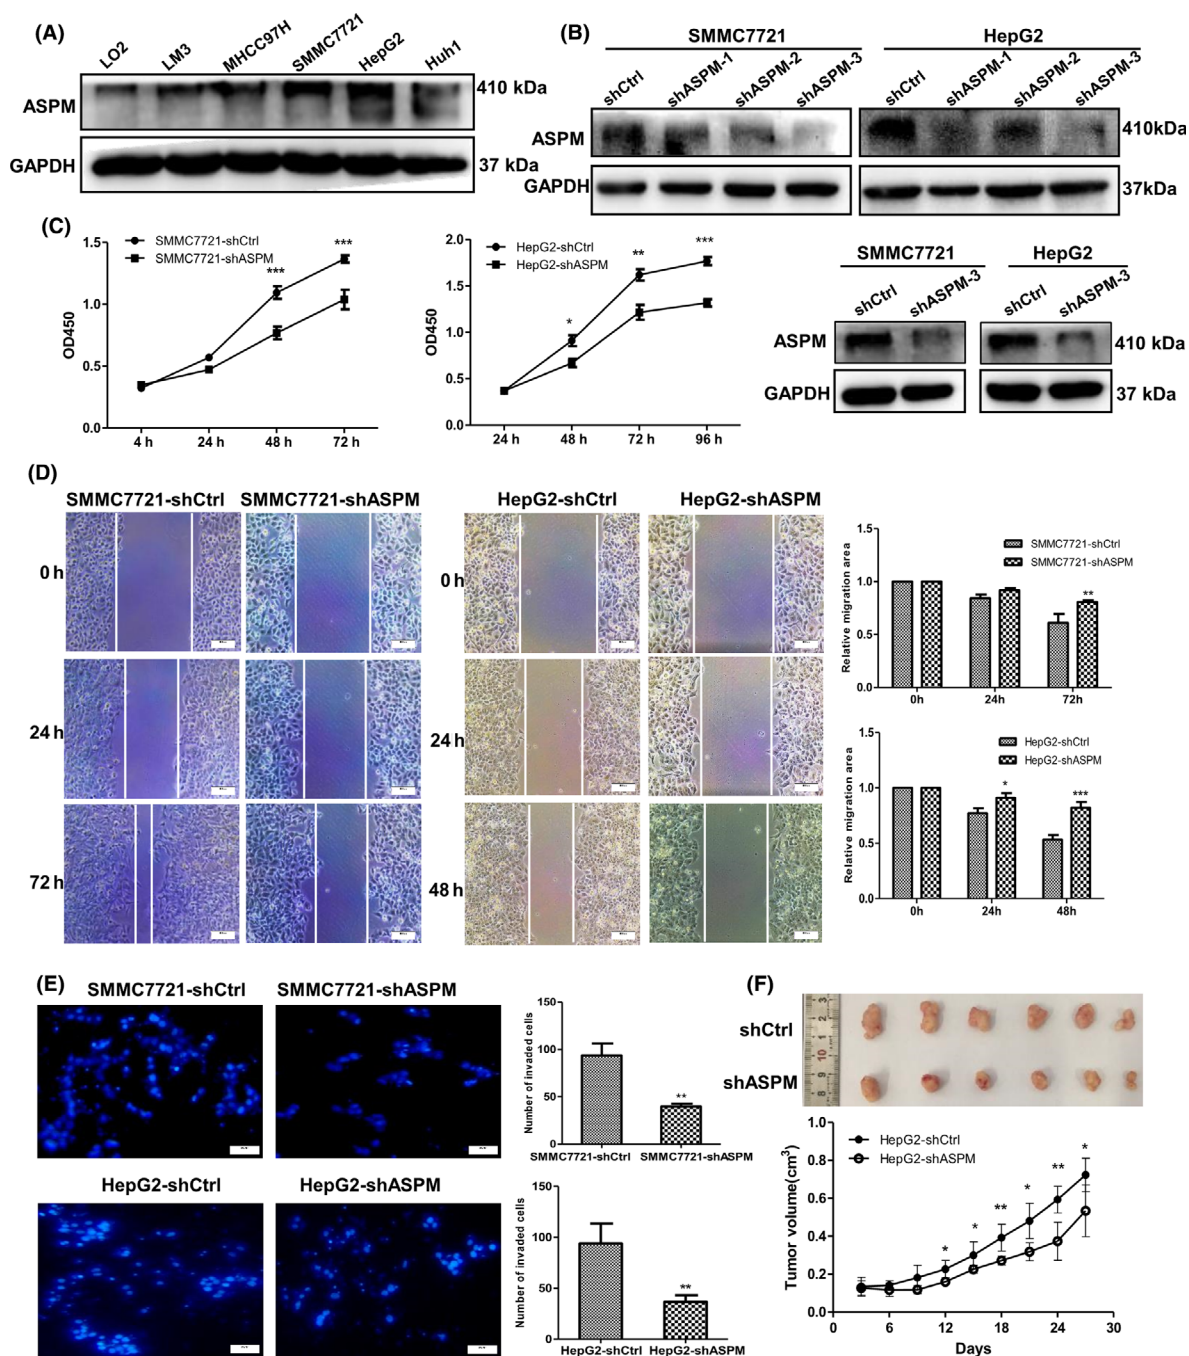 (A)
LO2 LM3 MHCC97H SMMC7721 HepG2 Huh1
ASPM 410 kDa
GAPDH 37 kDa
(B)
SMMC7721 HepG2
shCtrl shASPM-1 shASPM-2 shASPM-3 shCtrl shASPM-1 shASPM-2 shASPM-3
ASPM 410kDa
GAPDH 37kDa
SMMC7721 HepG2
shCtrl shASPM-3 shCtrl shASPM-3
ASPM 410 kDa
GAPDH 37 kDa
(C)
SMMC7721-shCtrl
SMMC7721-shASPM
OD450
1.5
1.0
0.5
0.0
*** ***
4 h 24 h 48 h 72 h
HepG2-shCtrl
HepG2-shASPM
OD450
2.0
1.5
1.0
0.5
0.0
* ** ***
24 h 48 h 72 h 96 h
(D)
SMMC7721-shCtrl SMMC7721-shASPM
0 h
24 h
72 h
HepG2-shCtrl HepG2-shASPM
0 h
24 h
48 h
SMMC7721-shCtrl
SMMC7721-shASPM
Relative migration area
1.5
1.0
0.5
0.0
**
0h 24h 72h
HepG2-shCtrl
HepG2-shASPM
Relative migration area
1.5
1.0
0.5
0.0
* ***
0h 24h 48h
(E)
SMMC7721-shCtrl SMMC7721-shASPM
Number of invaded cells
150
100
50
0
**
SMMC7721-shCtrl SMMC7721-shASPM
HepG2-shCtrl HepG2-shASPM
Number of invaded cells
150
100
50
0
**
HepG2-shCtrl HepG2-shASPM
(F)
shCtrl
shASPM
3
2
1
10
9
8
HepG2-shCtrl
HepG2-shASPM
Tumor volume(cm³)
1.0
0.8
0.6
0.4
0.2
0.0
* * ** * ** *
0 6 12 18 24 30
Days